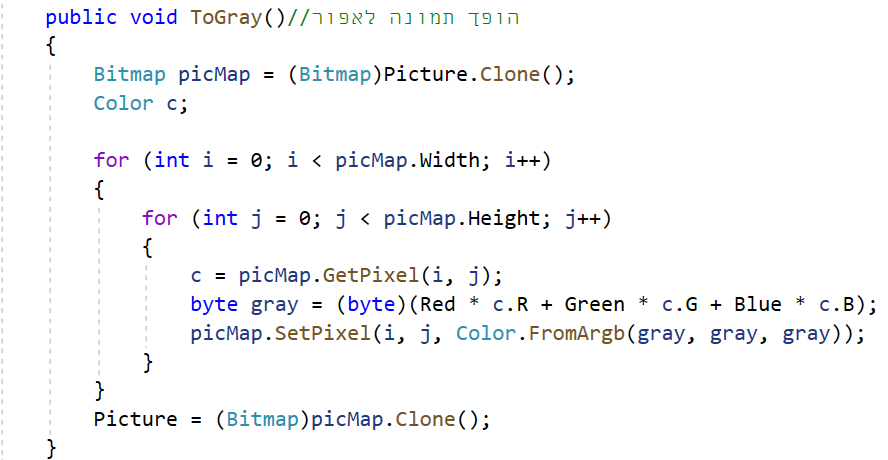 public void ToGray()//הופך תמונה לאפור
{
Bitmap picMap = (Bitmap)Picture.Clone();
Color c;
for (int i = 0; i < picMap.Width; i++)
{
for (int j = 0; j < picMap.Height; j++)
{
c = picMap.GetPixel(i, j);
byte gray = (byte)(Red * c.R + Green * c.G + Blue * c.B);
picMap.SetPixel(i, j, Color.FromArgb(gray, gray, gray));
}
}
Picture = (Bitmap)picMap.Clone();
}